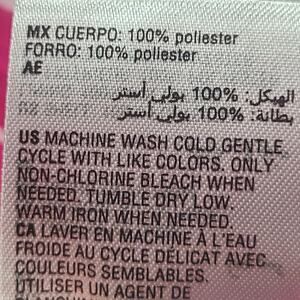 MX CUERPO: 100% poliester
FORRO: 100% poliester
AE
الهيكل: 100% بولي أستر
بطانة: 100% بولي أستر
US MACHINE WASH COLD GENTLE
CYCLE WITH LIKE COLORS. ONLY
NON-CHLORINE BLEACH WHEN
NEEDED. TUMBLE DRY LOW.
WARM IRON WHEN NEEDED.
CA LAVER EN MACHINE À L'EAU
FROIDE AU CYCLE DÉLICAT AVEC
COULEURS SEMBLABLES.
UTILISER UN AGENT DE